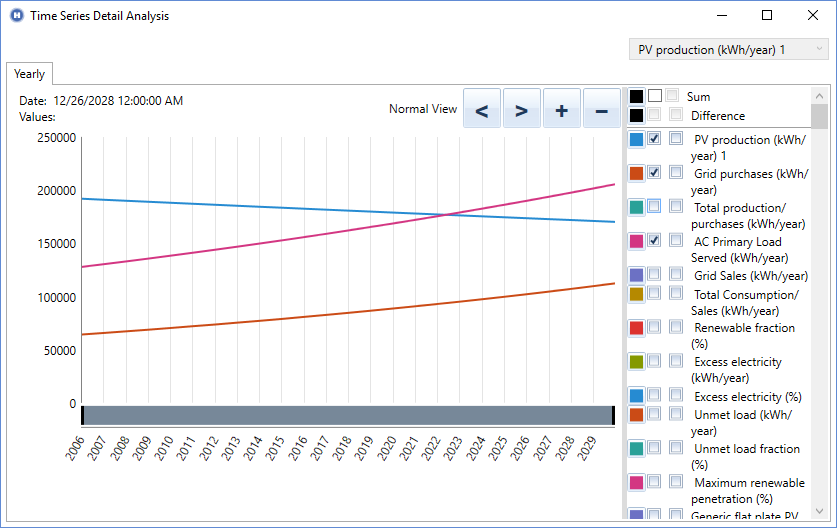 H Time Series Detail Analysis
PV production (kWh/year) 1
Yearly
Date: 12/26/2028 12:00:00 AM
Values:
Normal View
<
>
+
−
250000
200000
150000
100000
50000
0
2006
2007
2008
2009
2010
2011
2012
2013
2014
2015
2016
2017
2018
2019
2020
2021
2022
2023
2024
2025
2026
2027
2028
2029
Sum
Difference
PV production (kWh/
year) 1
Grid purchases (kWh/
year)
Total production/
purchases (kWh/year)
AC Primary Load
Served (kWh/year)
Grid Sales (kWh/year)
Total Consumption/
Sales (kWh/year)
Renewable fraction
(%)
Excess electricity
(kWh/year)
Excess electricity (%)
Unmet load (kWh/
year)
Unmet load fraction
(%)
Maximum renewable
penetration (%)
Generic flat plate PV